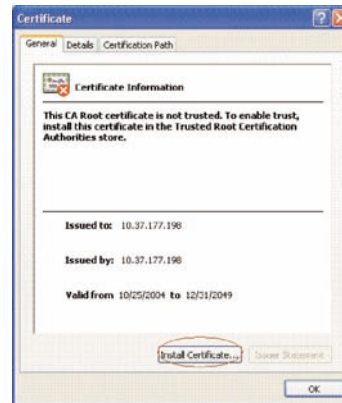 Certificate
General Details Certification Path
Certificate Information
This CA Root certificate is not trusted. To enable trust,
install this certificate in the Trusted Root Certification
Authorities store.
Issued to: 10.37.177.198
Issued by: 10.37.177.198
Valid from 10/25/2004 to 12/31/2049
Install Certificate... Issuer Statement
OK